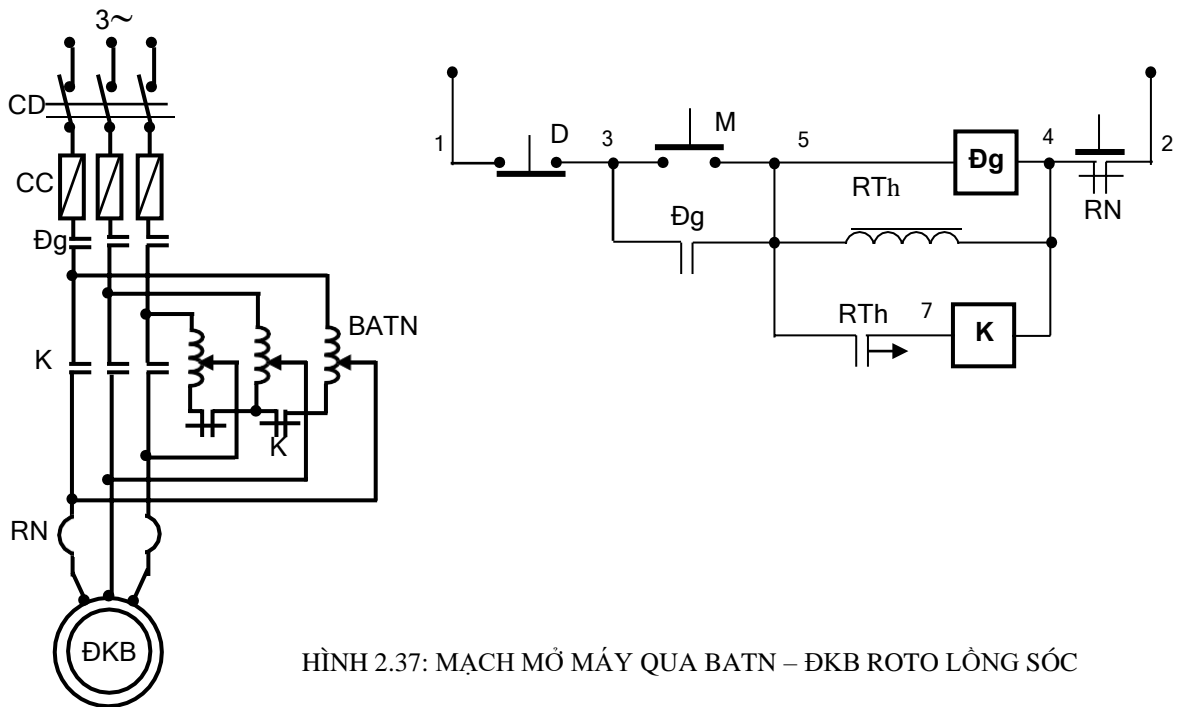 3~
CD
CC
Đg
K
BATN
K
RN
ĐKB
1
D
3
M
5
Đg
4
2
RTh
RN
Đg
RTh
7
K
HÌNH 2.37: MẠCH MỞ MÁY QUA BATN – ĐKB ROTO LỒNG SÓC